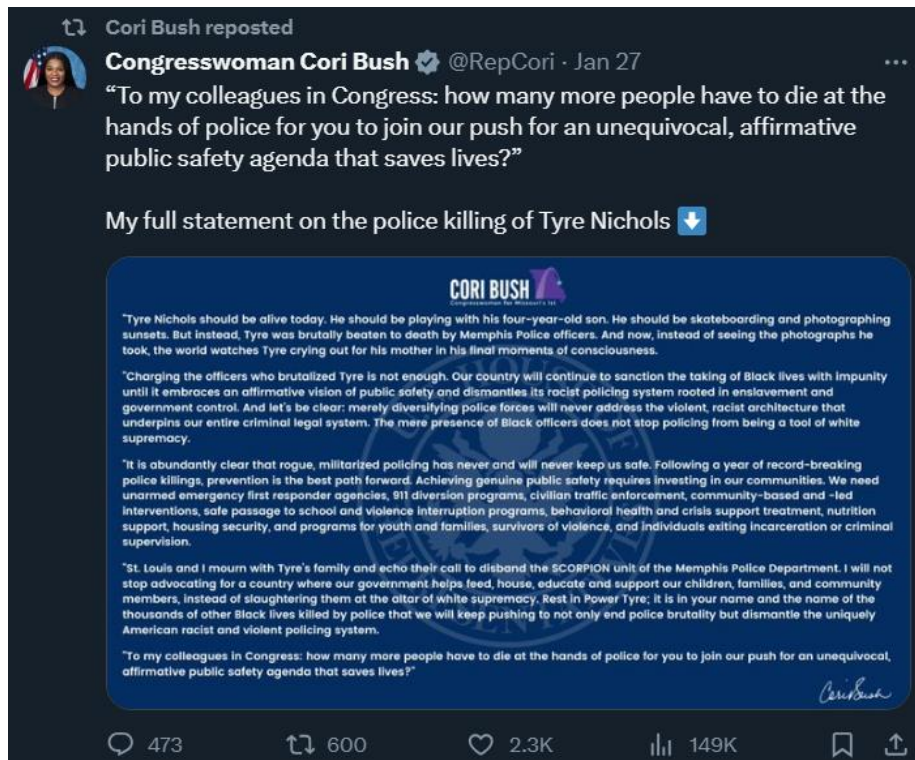 Cori Bush reposted
Congresswoman Cori Bush @RepCori · Jan 27
“To my colleagues in Congress: how many more people have to die at the
hands of police for you to join our push for an unequivocal, affirmative
public safety agenda that saves lives?”
My full statement on the police killing of Tyre Nichols
CORI BUSH
Congresswoman for Missouri's 1st
"Tyre Nichols should be alive today. He should be playing with his four-year-old son. He should be skateboarding and photographing
sunsets. But instead, Tyre was brutally beaten to death by Memphis Police officers. And now, instead of seeing the photographs he
took, the world watches Tyre crying out for his mother in his final moments of consciousness.
"Charging the officers who brutalized Tyre is not enough. Our country will continue to sanction the taking of Black lives with impunity
until it embraces an affirmative vision of public safety and dismantles its racist policing system rooted in enslavement and
government control. And let's be clear: merely diversifying police forces will never address the violent, racist architecture that
underpins our entire criminal legal system. The mere presence of Black officers does not stop policing from being a tool of white
supremacy.
"It is abundantly clear that rogue, militarized policing has never and will never keep us safe. Following a year of record-breaking
police killings, prevention is the best path forward. Achieving genuine public safety requires investing in our communities. We need
unarmed emergency first responder agencies, 911 diversion programs, civilian traffic enforcement, community-based and -led
interventions, safe passage to school and violence interruption programs, behavioral health and crisis support treatment, nutrition
support, housing security, and programs for youth and families, survivors of violence, and individuals exiting incarceration or criminal
supervision.
"St. Louis and I mourn with Tyre's family and echo their call to disband the SCORPION unit of the Memphis Police Department. I will not
stop advocating for a country where our government helps feed, house, educate and support our children, families, and community
members, instead of slaughtering them at the altar of white supremacy. Rest in Power Tyre; it is in your name and the name of the
thousands of other Black lives killed by police that we will keep pushing to not only end police brutality but dismantle the uniquely
American racist and violent policing system.
"To my colleagues in Congress: how many more people have to die at the hands of police for you to join our push for an unequivocal,
affirmative public safety agenda that saves lives?"
Cori Bush
473 600 2.3K 149K